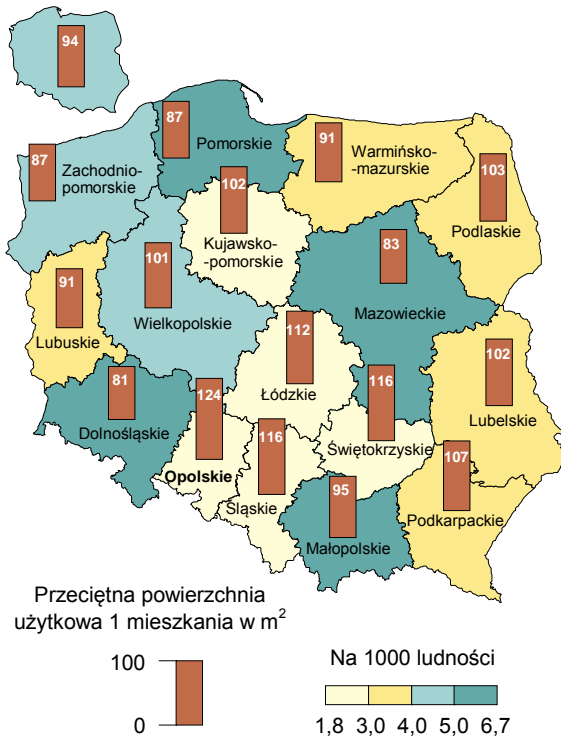 94
87
Pomorskie
87
Zachodnio-
pomorskie
91
Warmińsko-
-mazurskie
103
Podlaskie
102
Kujawsko-
-pomorskie
101
Wielkopolskie
83
Mazowieckie
91
Lubuskie
112
Łódzkie
102
Lubelskie
81
Dolnośląskie
124
Opolskie
116
Śląskie
116
Świętokrzyskie
95
Małopolskie
107
Podkarpackie
Przeciętna powierzchnia
użytkowa 1 mieszkania w m²
100
0
Na 1000 ludności
1,8 3,0 4,0 5,0 6,7